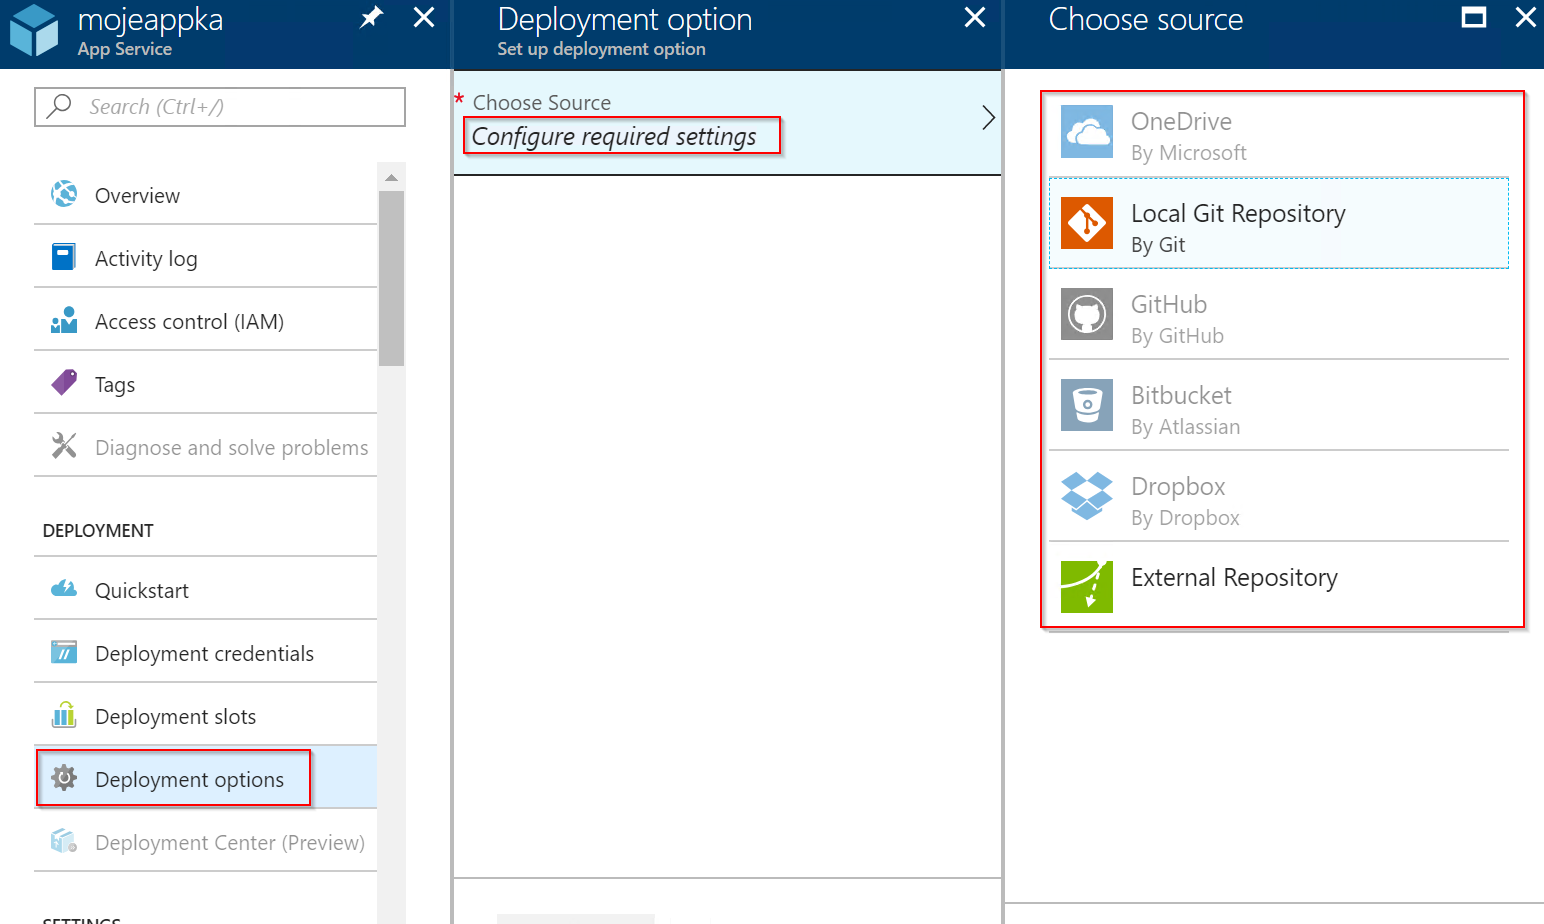 mojeappka
App Service
Search (Ctrl+/)
Overview
Activity log
Access control (IAM)
Tags
Diagnose and solve problems
DEPLOYMENT
Quickstart
Deployment credentials
Deployment slots
Deployment options
Deployment Center (Preview)
SETTINGS
Deployment option
Set up deployment option
* Choose Source
Configure required settings
Choose source
OneDrive
By Microsoft
Local Git Repository
By Git
GitHub
By GitHub
Bitbucket
By Atlassian
Dropbox
By Dropbox
External Repository